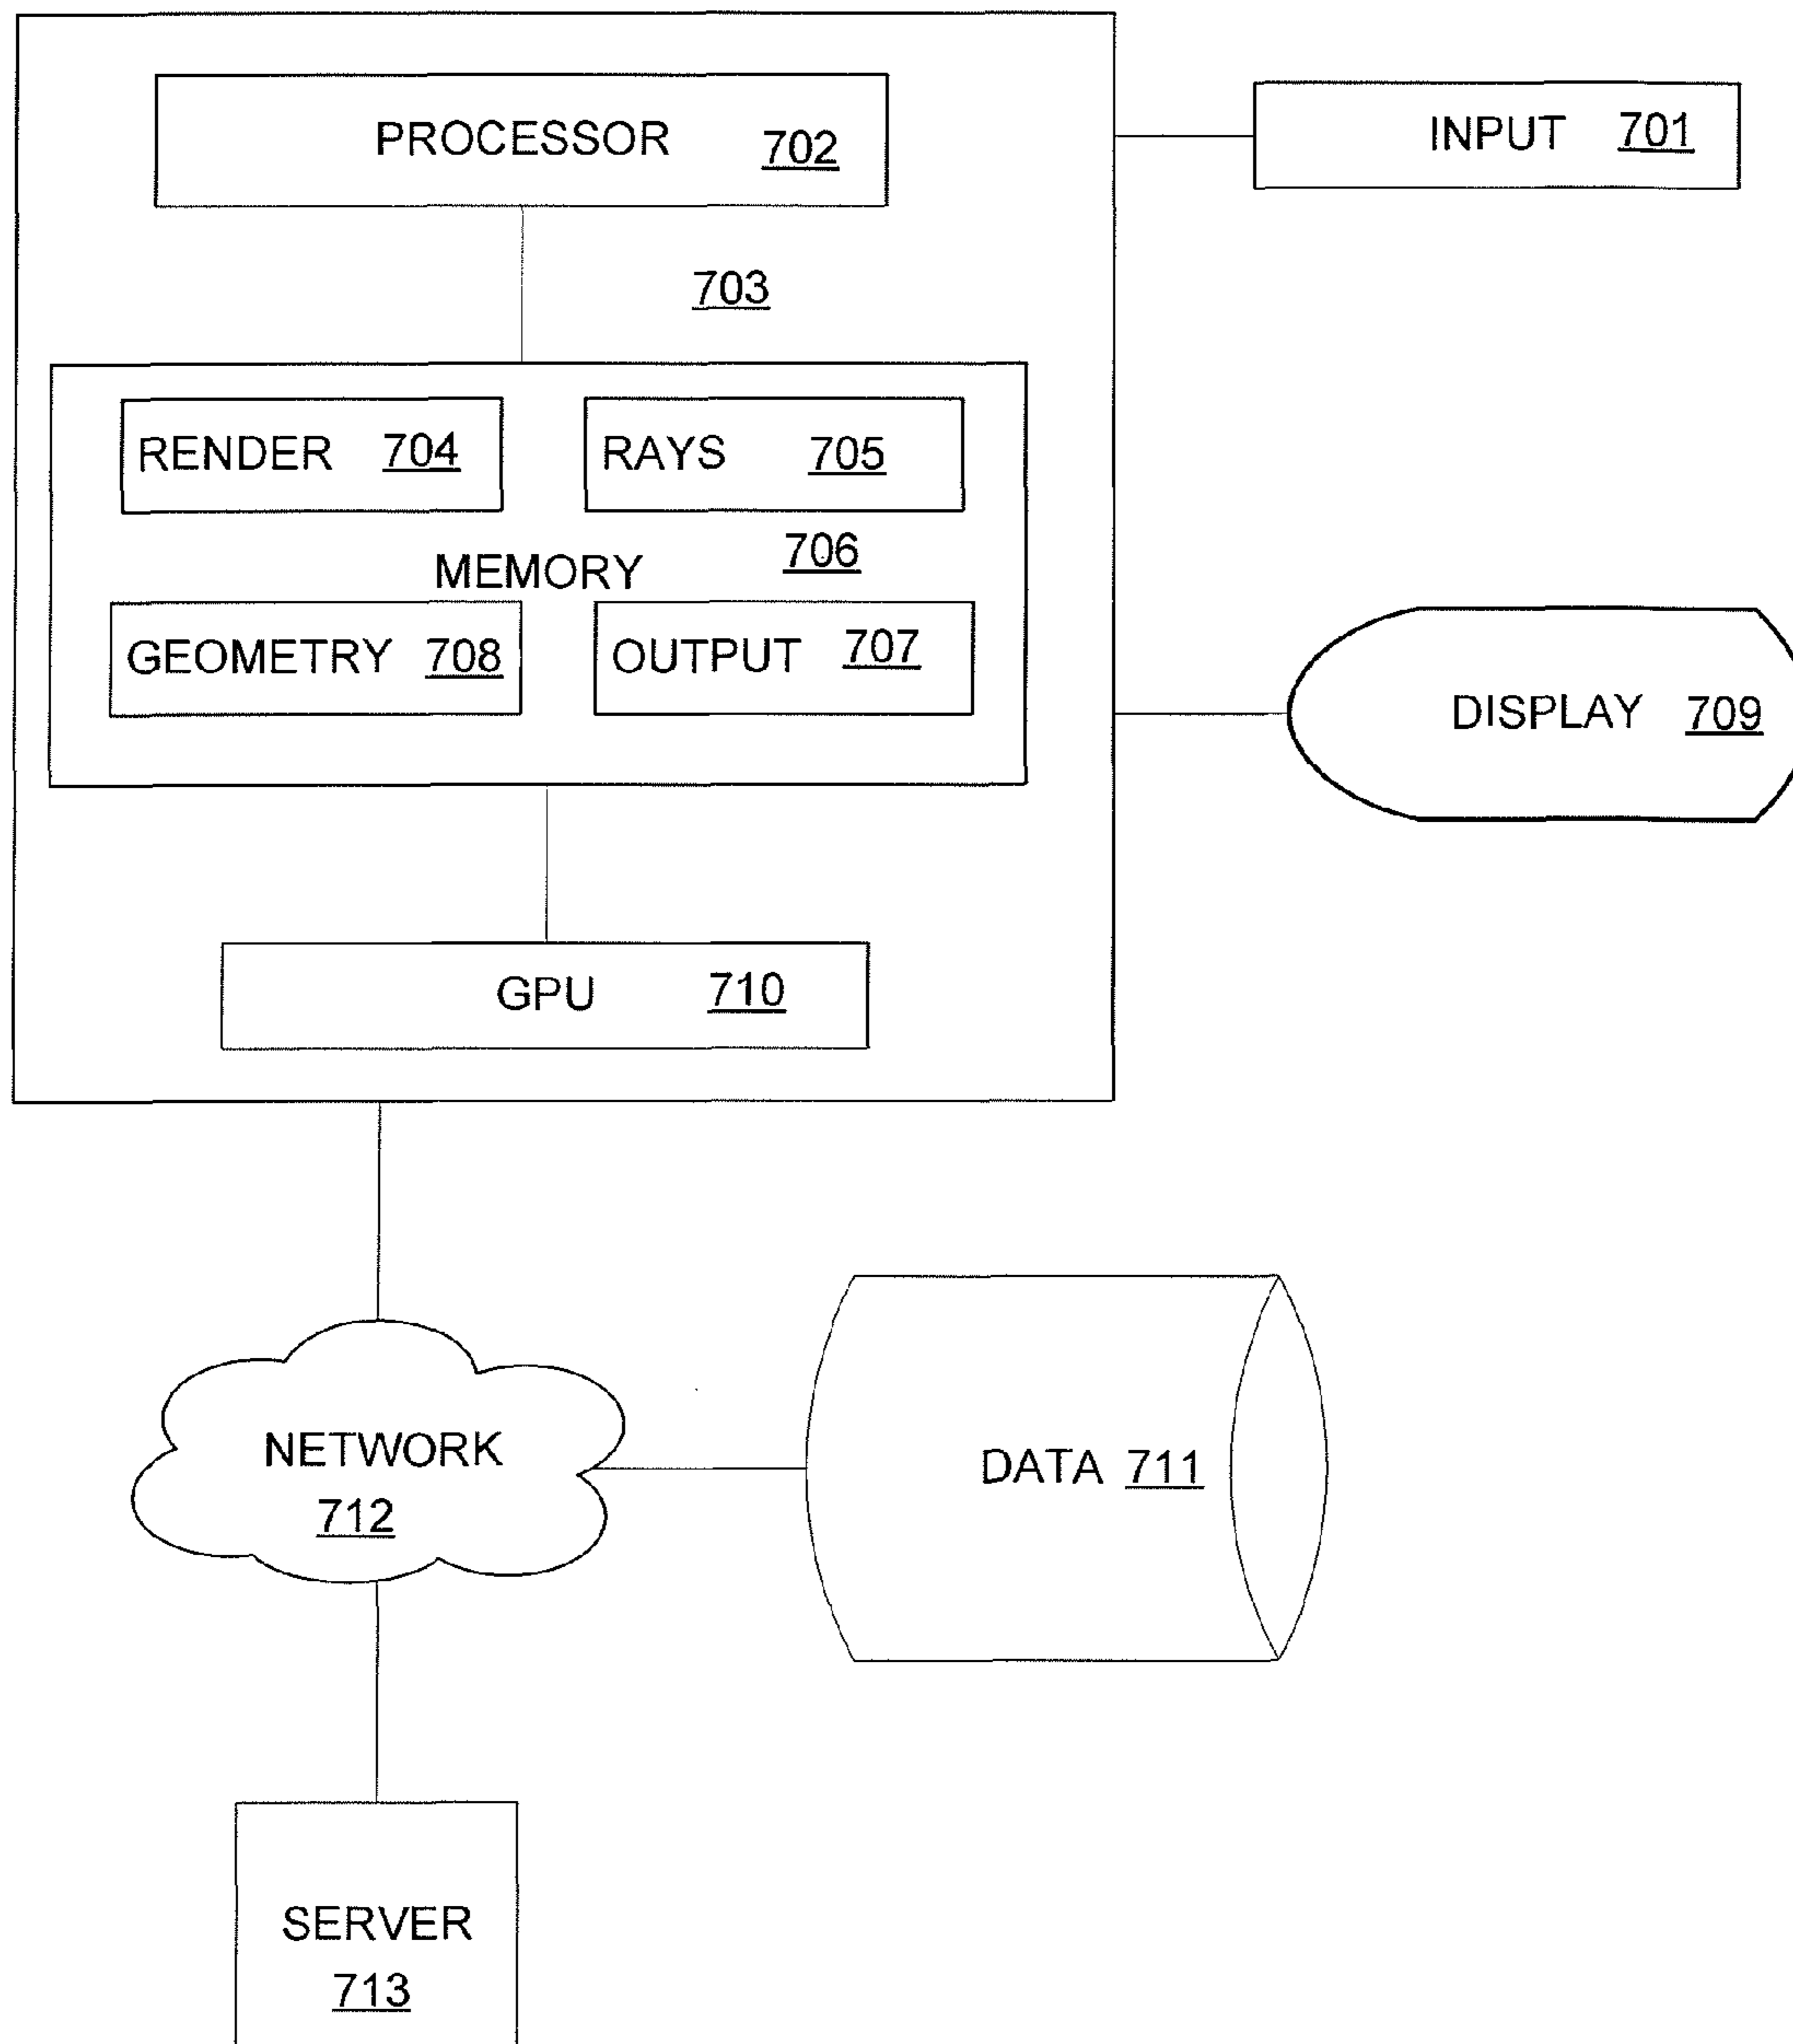 PROCESSOR 702
INPUT 701
703
RENDER 704
RAYS 705
MEMORY 706
GEOMETRY 708
OUTPUT 707
DISPLAY 709
GPU 710
NETWORK
712
DATA 711
SERVER
713